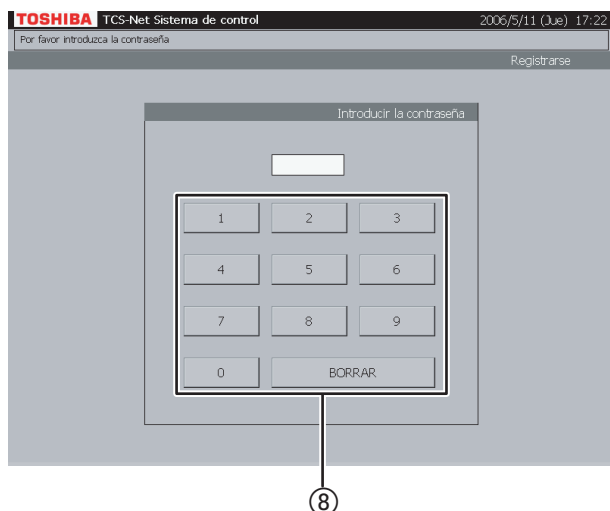 TOSHIBA TCS-Net Sistema de control 2006/5/11 (Jue) 17:22
Por favor introduzca la contraseña
Registrarse
Introducir la contraseña
1 2 3
4 5 6
7 8 9
0 BORRAR
⑧